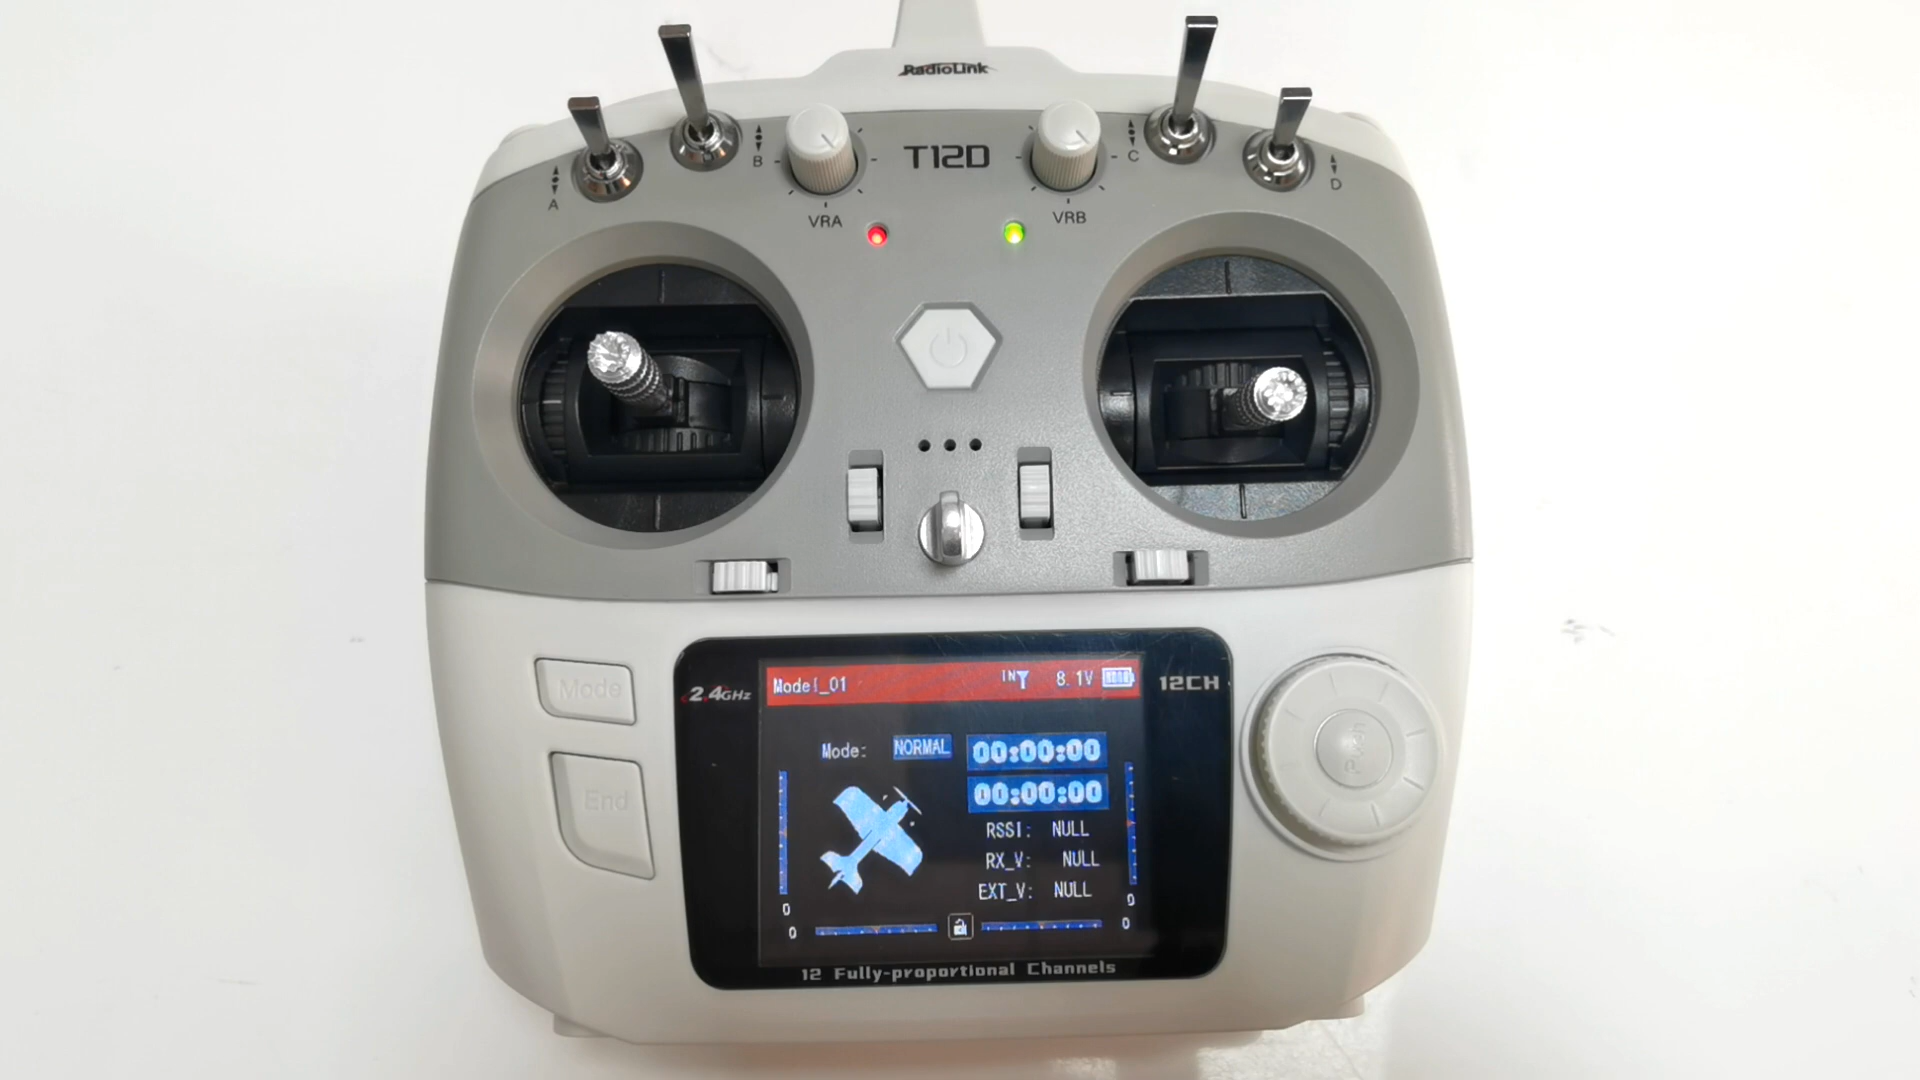 RadioLink
T12D
A
B
C
D
VRA
VRB
Mode
End
Push
2.4GHz
12CH
Model_01
IN
8.1V
Mode: NORMAL
00:00:00
00:00:00
RSSI: NULL
RX_V: NULL
EXT_V: NULL
0
0
0
0
12 Fully-proportional Channels